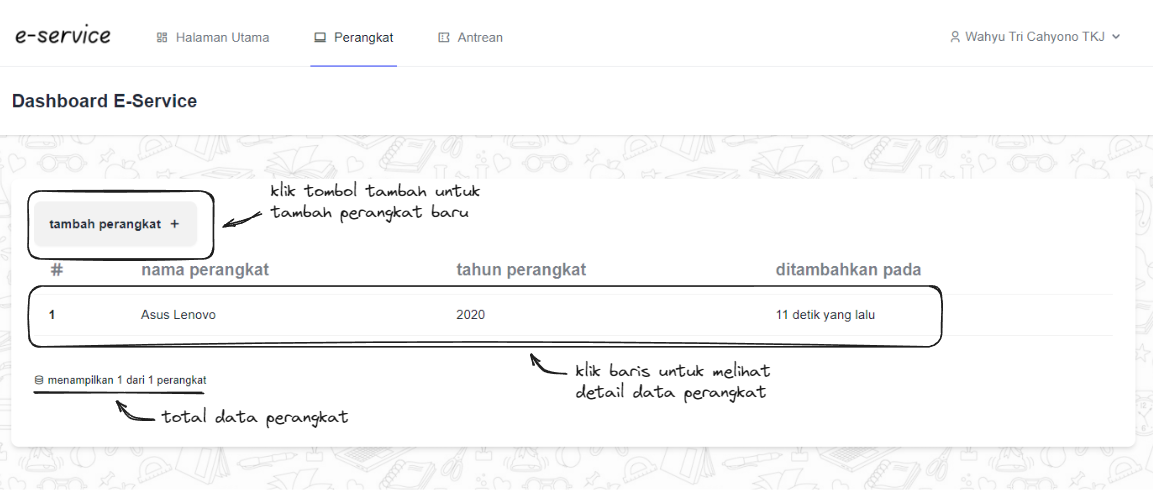 e-service
Halaman Utama
Perangkat
Antrean
Wahyu Tri Cahyono TKJ
Dashboard E-Service
klik tombol tambah untuk
tambah perangkat baru
tambah perangkat +
# nama perangkat tahun perangkat ditambahkan pada
1 Asus Lenovo 2020 11 detik yang lalu
klik baris untuk melihat
detail data perangkat
menampilkan 1 dari 1 perangkat
total data perangkat